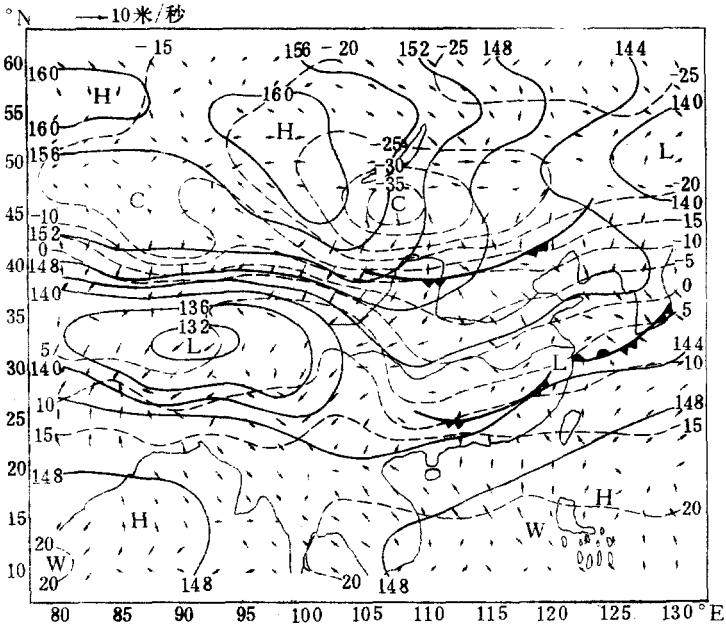 °N → 10米/秒
-15 156 -20 152 -25 148 144
60 160 -25
H 160 140
55 H
160 -25 L
50 156 -30
-35 -20
C C 140
45 -10 15
152 -10
0 -5
40 148
140 0
136
35 132 5
L L 144
5
30 140 10
10 148
25
15 15
20 148
H H 20
15 W
20
W
10 20 148 20 148
80 85 90 95 100 105 110 115 120 125 130 °E